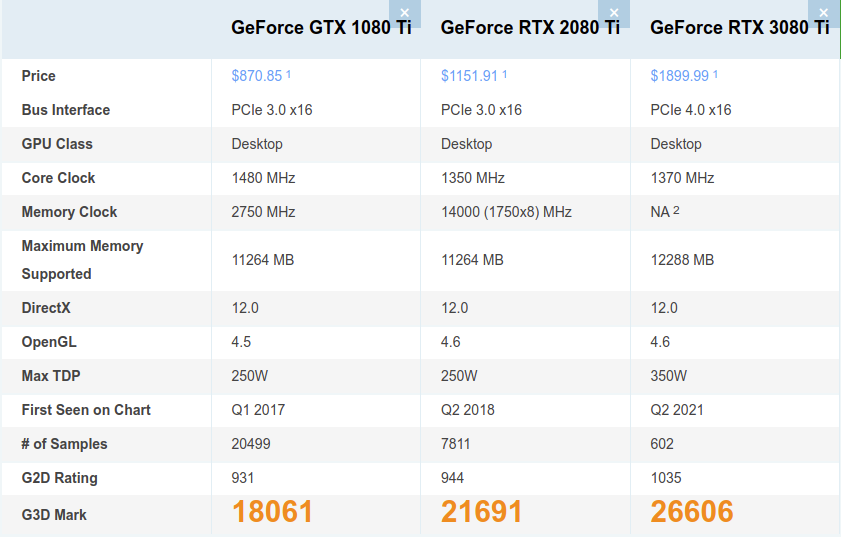 × × ×
GeForce GTX 1080 Ti GeForce RTX 2080 Ti GeForce RTX 3080 Ti
Price $870.85 1 $1151.91 1 $1899.99 1
Bus Interface PCIe 3.0 x16 PCIe 3.0 x16 PCIe 4.0 x16
GPU Class Desktop Desktop Desktop
Core Clock 1480 MHz 1350 MHz 1370 MHz
Memory Clock 2750 MHz 14000 (1750x8) MHz NA 2
Maximum Memory
Supported 11264 MB 11264 MB 12288 MB
DirectX 12.0 12.0 12.0
OpenGL 4.5 4.6 4.6
Max TDP 250W 250W 350W
First Seen on Chart Q1 2017 Q2 2018 Q2 2021
# of Samples 20499 7811 602
G2D Rating 931 944 1035
G3D Mark 18061 21691 26606